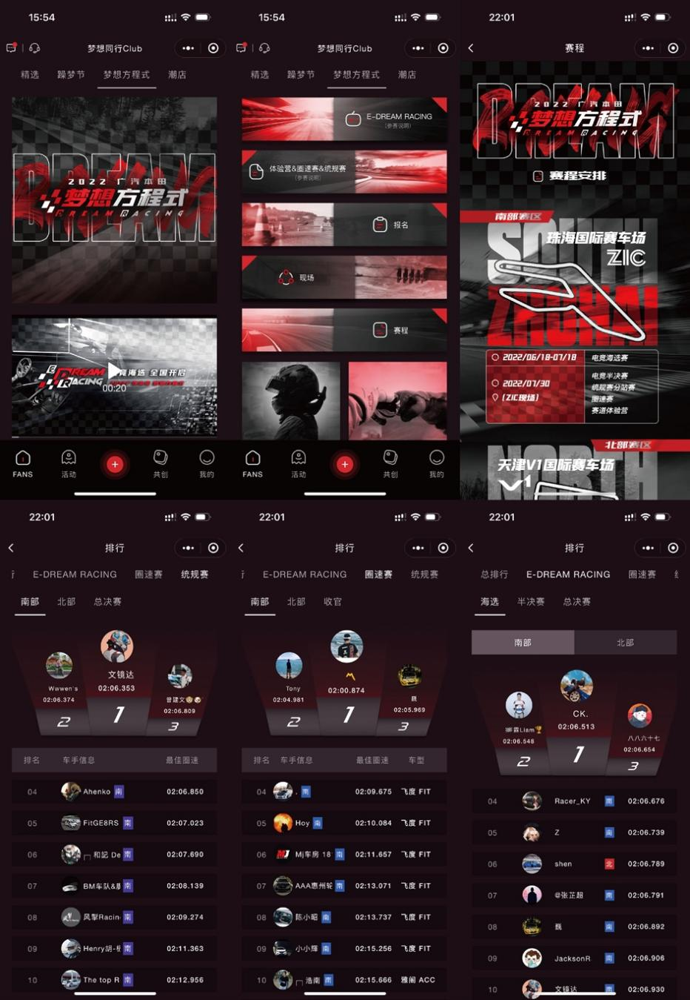 15:54
梦想同行Club
精选 躁梦节 梦想方程式 潮店
DREAM
2022 广汽本田
梦想方程式
DREAM RACING
E-DREAM RACING
竞海选 全国开启
00:20
FANS 活动 共创 我的
15:54
梦想同行Club
精选 躁梦节 梦想方程式 潮店
E-DREAM RACING
(参赛说明)
体验营&圈速赛&统规赛
(参赛说明)
报名
现场
赛程
FANS 活动 共创 我的
22:01
赛程
DREAM
2022 广汽本田
梦想方程式
DREAM RACING
赛程安排
南部赛区
SOUTH
珠海国际赛车场
ZIC
ZHUHAI
2022/06/18-07/18 电竞海选赛
2022/07/30
(ZIC现场)
电竞半决赛
统规赛分站赛
圈速赛
赛道体验营
北部赛区
NORTH
天津V1国际赛车场
V1
22:01
排行
行 E-DREAM RACING 圈速赛 统规赛
南部 北部 总决赛
文镜达
02:06.353
1
Wwwen's
02:06.374
2
曾建文
02:06.809
3
排名 车手信息 最佳圈速
04 Ahenko 南 02:06.850
05 FitGE8RS 南 02:07.023
06 和記 De 南 02:07.690
07 BM车队& 南 02:08.139
08 风掣Racin 南 02:09.274
09 Henry胡- 南 02:11.363
10 The top R 南 02:12.956
22:01
排行
行 E-DREAM RACING 圈速赛 统规赛
南部 北部 收官
02:00.874
1
Tony
02:04.981
2
巍
02:05.969
3
排名 车手信息 最佳圈速 车型
04 . 南 02:09.675 飞度 FIT
05 Hoy 南 02:10.084 飞度 FIT
06 Mj车房 18 南 02:11.657 飞度 FIT
07 AAA惠州轮 南 02:13.071 飞度 FIT
08 陈小昭 南 02:13.737 飞度 FIT
09 小小輝 南 02:15.256 飞度 FIT
10 浩南 南 02:15.666 雅阁 ACC
22:01
排行
总排行 E-DREAM RACING 圈速赛
海选 半决赛 总决赛
南部 北部
CK.
02:06.513
1
霖Liam
02:06.548
2
八八六十七
02:06.654
3
04 Racer_KY 南 02:06.676
05 Z 南 02:06.739
06 shen 北 02:06.789
07 @张芷超 南 02:06.791
08 巍 南 02:06.892
09 JacksonR 南 02:06.906
10 文镜达 南 02:06.930